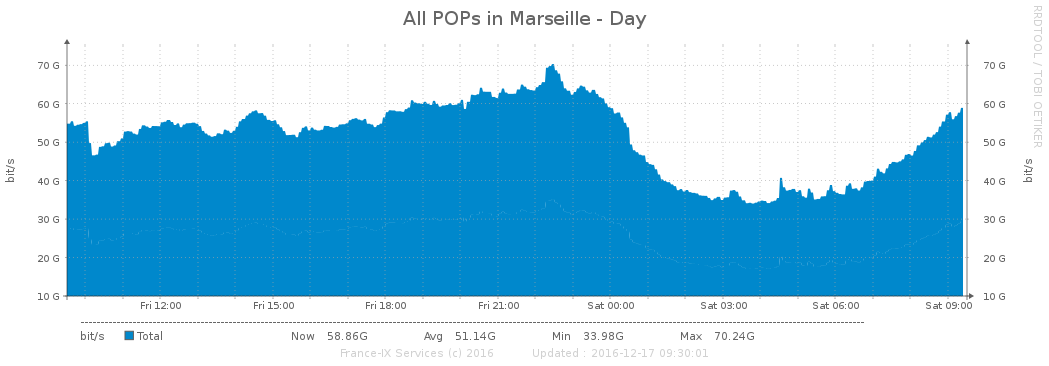 All POPs in Marseille - Day
RRDTOOL / TOBI OETIKER
bit/s
70 G
60 G
50 G
40 G
30 G
20 G
10 G
70 G
60 G
50 G
40 G
30 G
20 G
10 G
bit/s
Fri 12:00 Fri 15:00 Fri 18:00 Fri 21:00 Sat 00:00 Sat 03:00 Sat 06:00 Sat 09:00
bit/s Total Now 58.86G Avg 51.14G Min 33.98G Max 70.24G
France-IX Services (c) 2016 Updated : 2016-12-17 09:30:01